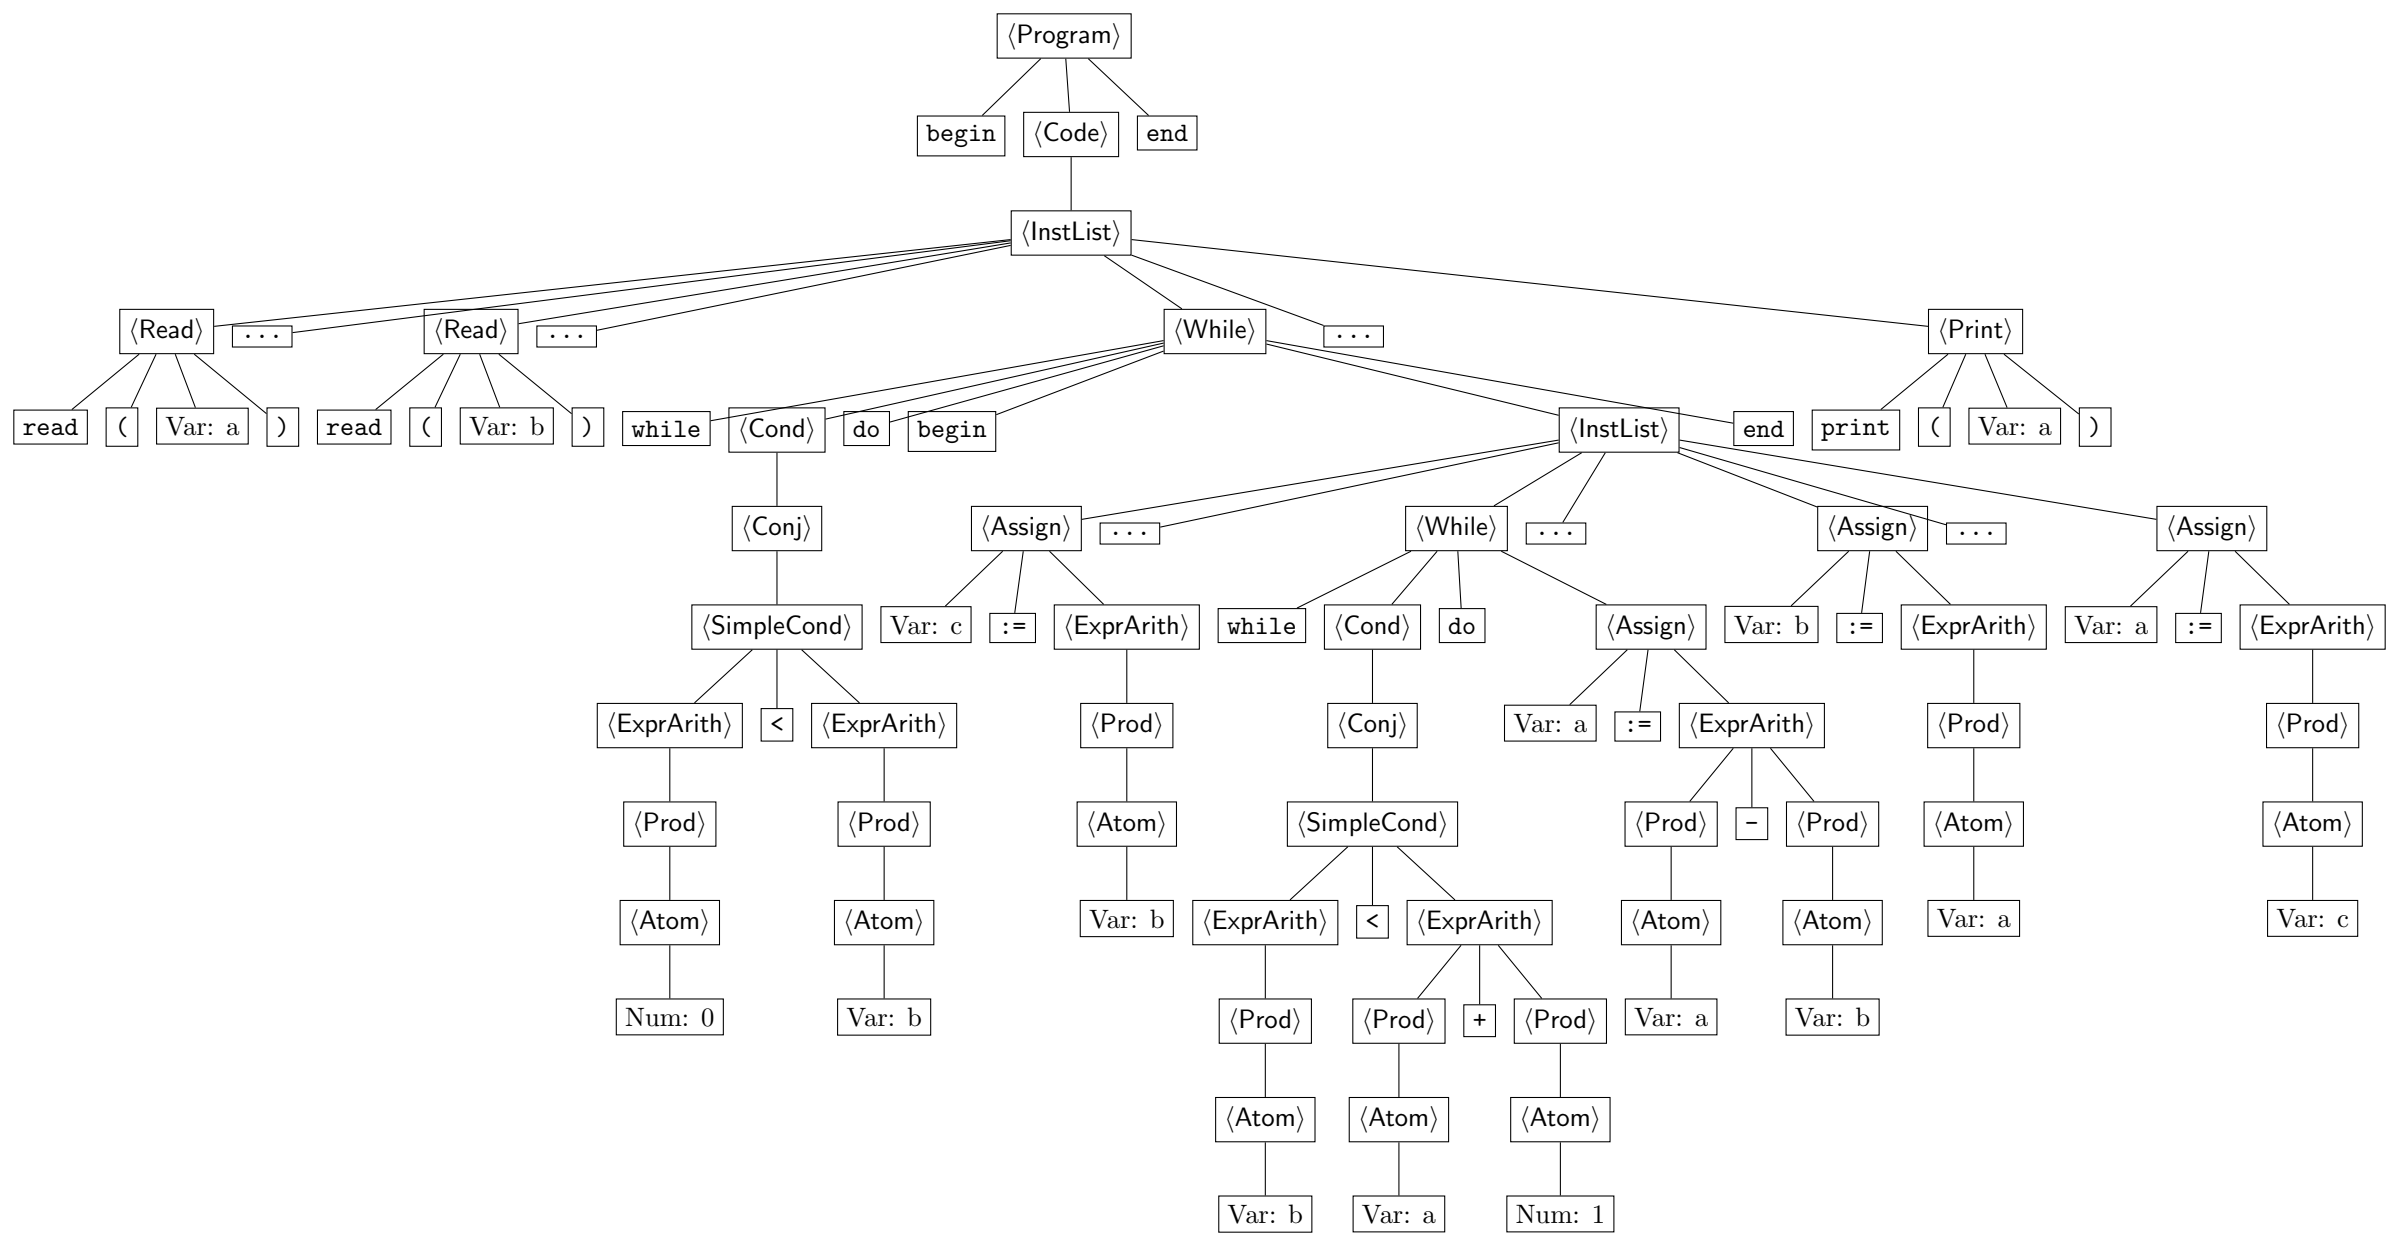 ⟨Program⟩
begin ⟨Code⟩ end
⟨InstList⟩
⟨Read⟩ ... ⟨Read⟩ ... ⟨While⟩ ... ⟨Print⟩
read ( Var: a ) read ( Var: b ) while ⟨Cond⟩ do begin ⟨InstList⟩ end print ( Var: a )
⟨Conj⟩ ⟨Assign⟩ ... ⟨While⟩ ... ⟨Assign⟩ ... ⟨Assign⟩
⟨SimpleCond⟩ Var: c := ⟨ExprArith⟩ while ⟨Cond⟩ do ⟨Assign⟩ Var: b := ⟨ExprArith⟩ Var: a := ⟨ExprArith⟩
⟨ExprArith⟩ < ⟨ExprArith⟩ ⟨Prod⟩ ⟨Conj⟩ Var: a := ⟨ExprArith⟩ ⟨Prod⟩ ⟨Prod⟩
⟨Prod⟩ ⟨Prod⟩ ⟨Atom⟩ ⟨SimpleCond⟩ ⟨Prod⟩ - ⟨Prod⟩ ⟨Atom⟩ ⟨Atom⟩
⟨Atom⟩ ⟨Atom⟩ Var: b ⟨ExprArith⟩ < ⟨ExprArith⟩ ⟨Atom⟩ ⟨Atom⟩ Var: a Var: c
Num: 0 Var: b ⟨Prod⟩ ⟨Prod⟩ + ⟨Prod⟩ Var: a Var: b
⟨Atom⟩ ⟨Atom⟩ ⟨Atom⟩
Var: b Var: a Num: 1